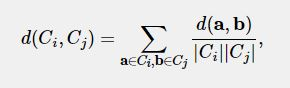 d(C_i, C_j) = \sum_{\mathbf{a} \in C_i, \mathbf{b} \in C_j} \frac{d(\mathbf{a}, \mathbf{b})}{|C_i||C_j|},